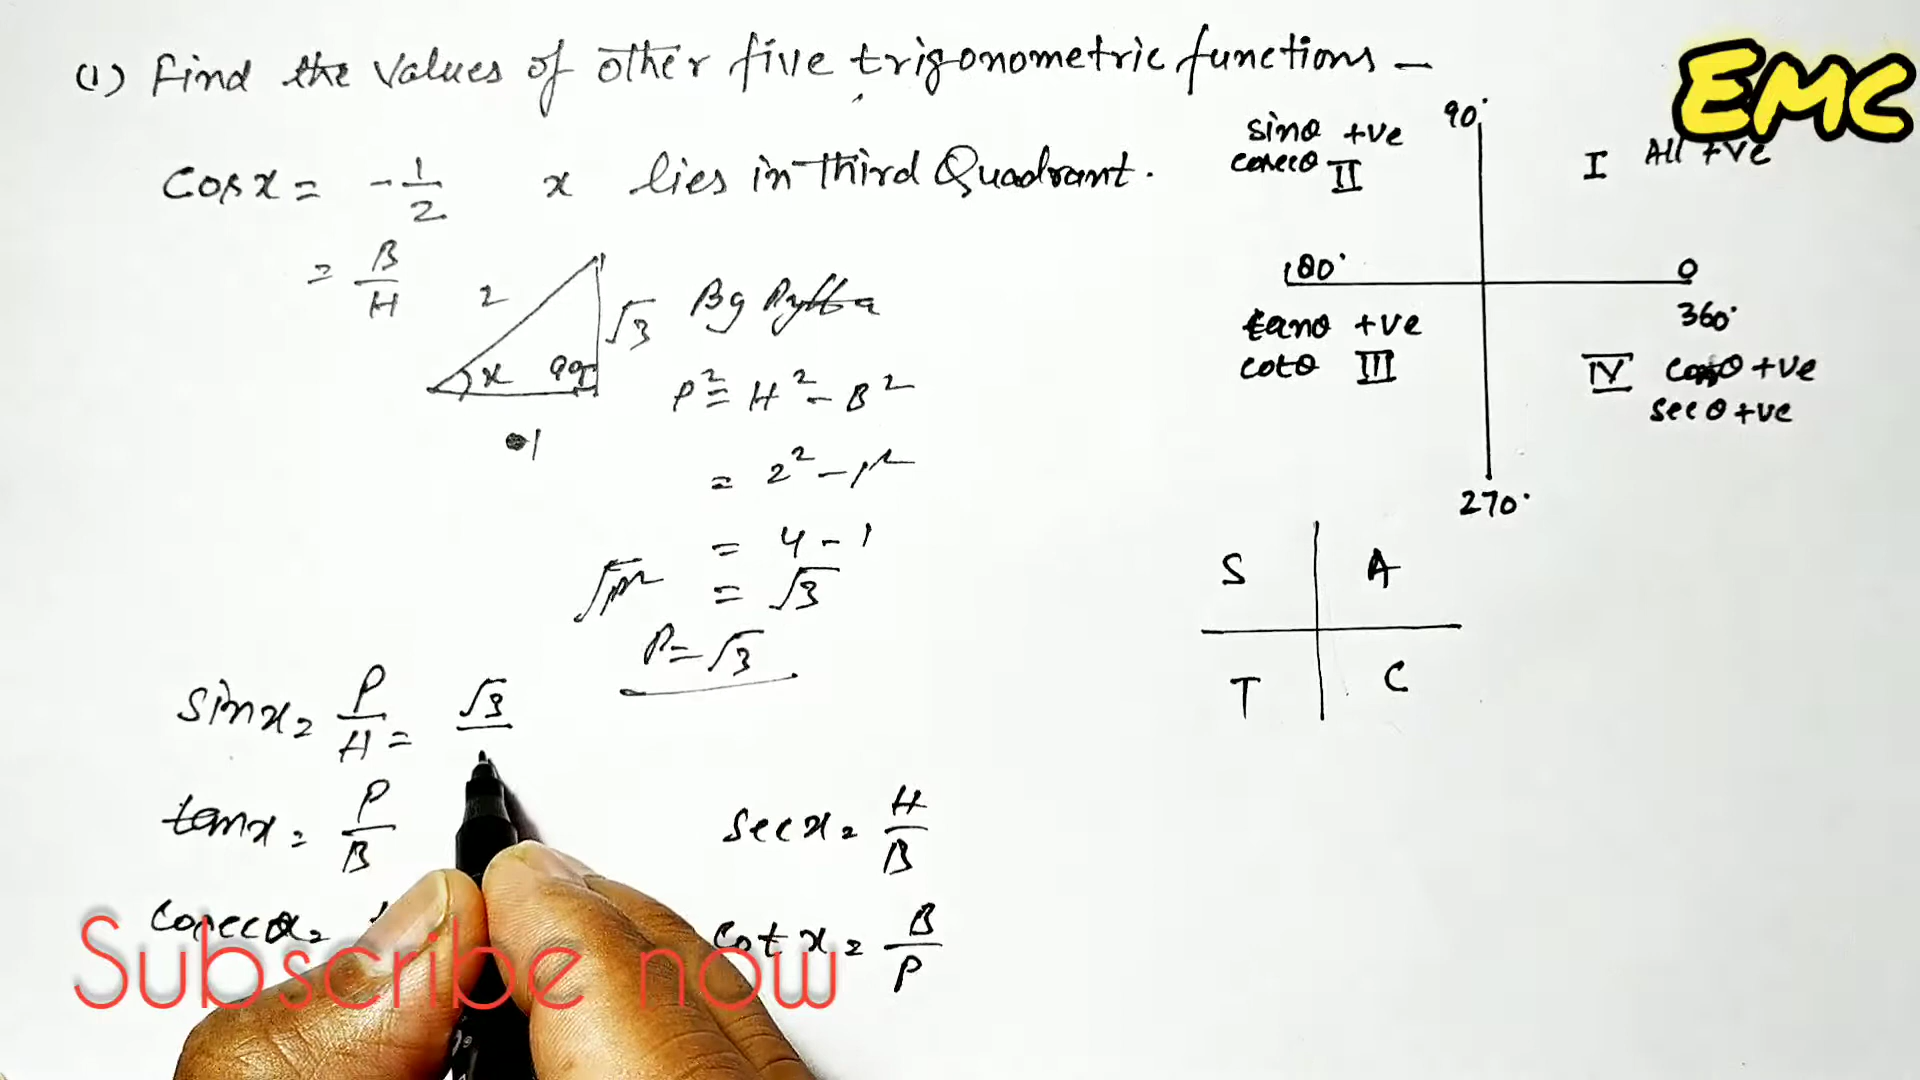 (1) Find the values of other five trigonometric functions —
cos x = -1/2 x lies in third Quadrant.
= B/H
2
√3
x 90°
1
By Pytha
P² = H² - B²
= 2² - 1²
= 4 - 1
√P² = √3
P = √3
sin x = P/H = √3
tan x = P/B
sec x = H/B
cosec x =
cot x = B/P
EMC
90°
sinθ +ve
cosecθ II
I All +ve
180°
0
360°
tanθ +ve
cotθ III
IV cosθ +ve
secθ +ve
270°
S A
T C
Subscribe now